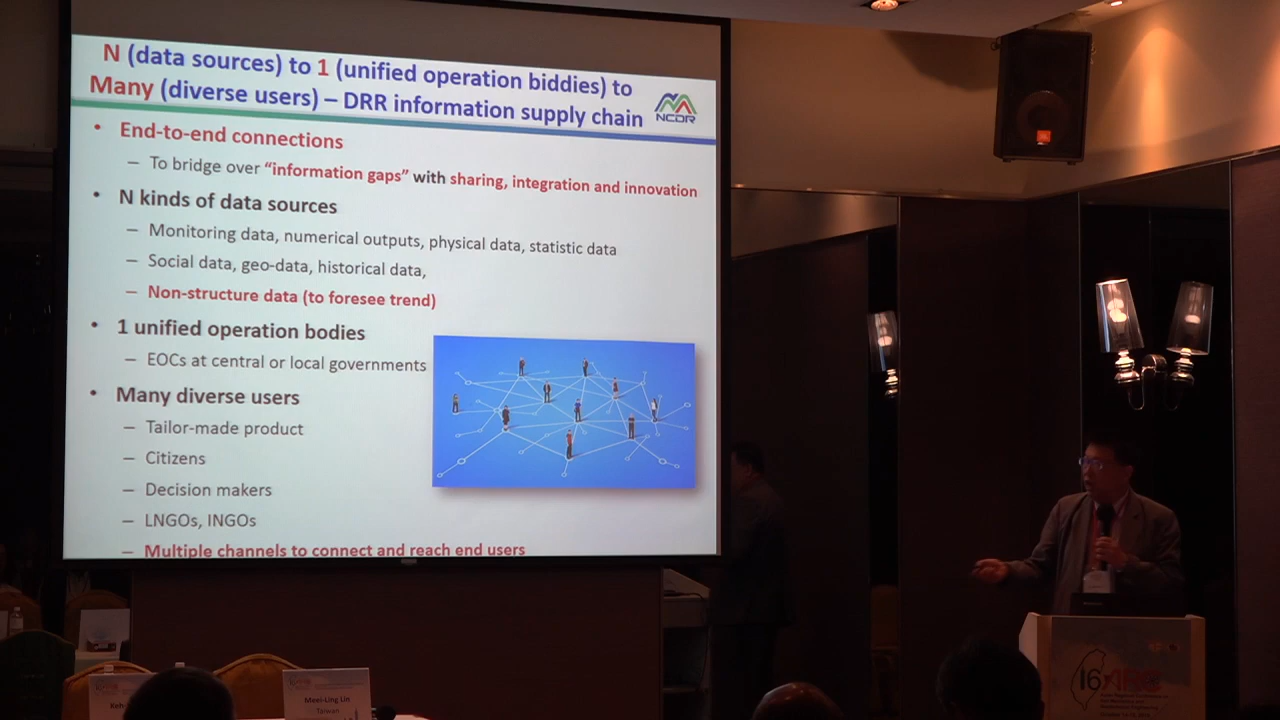 N (data sources) to 1 (unified operation biddies) to
Many (diverse users) – DRR information supply chain
NCDR
• End-to-end connections
– To bridge over “information gaps” with sharing, integration and innovation
• N kinds of data sources
– Monitoring data, numerical outputs, physical data, statistic data
– Social data, geo-data, historical data,
– Non-structure data (to foresee trend)
• 1 unified operation bodies
– EOCs at central or local governments
• Many diverse users
– Tailor-made product
– Citizens
– Decision makers
– LNGOs, INGOs
– Multiple channels to connect and reach end users
Meei-Ling Lin
Taiwan
16 ARC